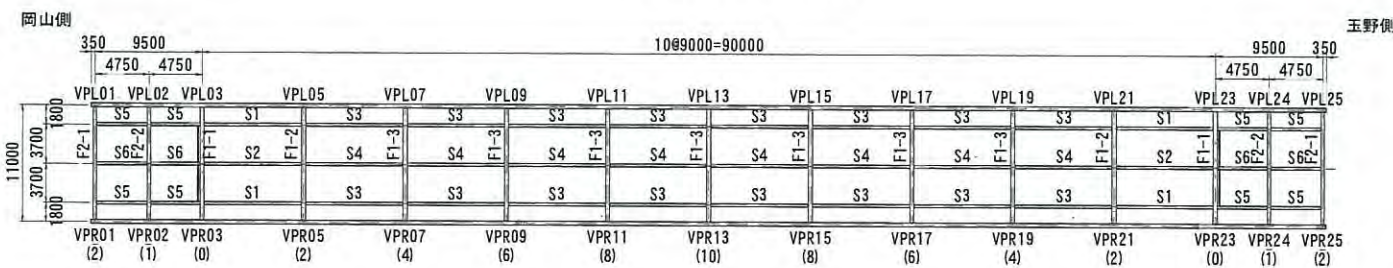 岡山側 玉野側
350 9500 10@9000=90000 9500 350
4750 4750 4750 4750
VPL01 VPL02 VPL03 VPL05 VPL07 VPL09 VPL11 VPL13 VPL15 VPL17 VPL19 VPL21 VPL23 VPL24 VPL25
1800 S5 S5 S1 S3 S3 S3 S3 S3 S3 S3 S3 S1 S5 S5
11000 3700 F2-1 S6 F2-2 S6 F1-1 S2 F1-2 S4 F1-3 S4 F1-3 S4 F1-3 S4 F1-3 S4 F1-3 S4 F1-3 S4 F1-3 S4 F1-2 S2 F1-1 S6 F2-2 S6 F2-1
3700 S5 S5 S1 S3 S3 S3 S3 S3 S3 S3 S3 S1 S5 S5
1800
VPR01 VPR02 VPR03 VPR05 VPR07 VPR09 VPR11 VPR13 VPR15 VPR17 VPR19 VPR21 VPR23 VPR24 VPR25
(2̄) (1̄) (0) (2) (4) (6) (8) (10) (8) (6) (4) (2) (0) (1̄) (2̄)